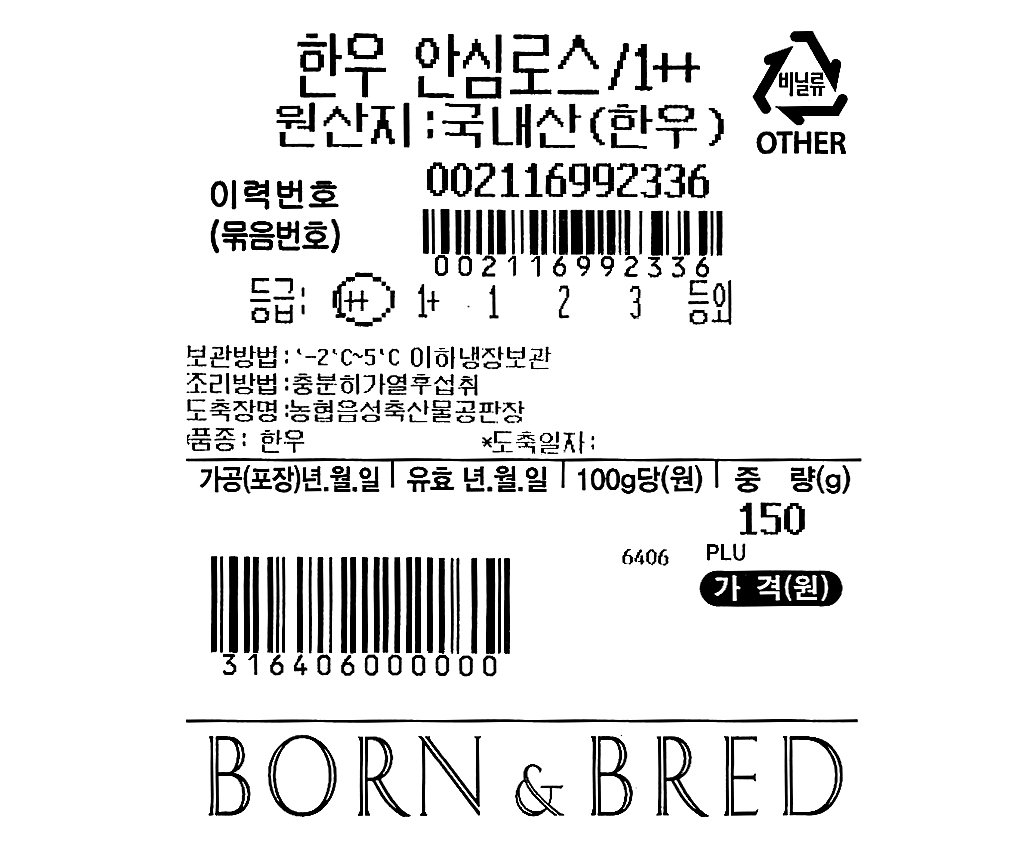 한우 안심로스/1++
비닐류
OTHER
원산지:국내산(한우)
이력번호
(묶음번호)
002116992336
002116992336
등급: 1++ 1+ 1 2 3 등외
보관방법:'-2'C~5'C 이하냉장보관
조리방법:충분히가열후섭취
도축장명:농협음성축산물공판장
품종: 한우 *도축일자:
가공(포장)년.월.일 유효 년.월.일 100g당(원) 중 량(g)
150
6406 PLU
가 격(원)
316406000000
BORN & BRED